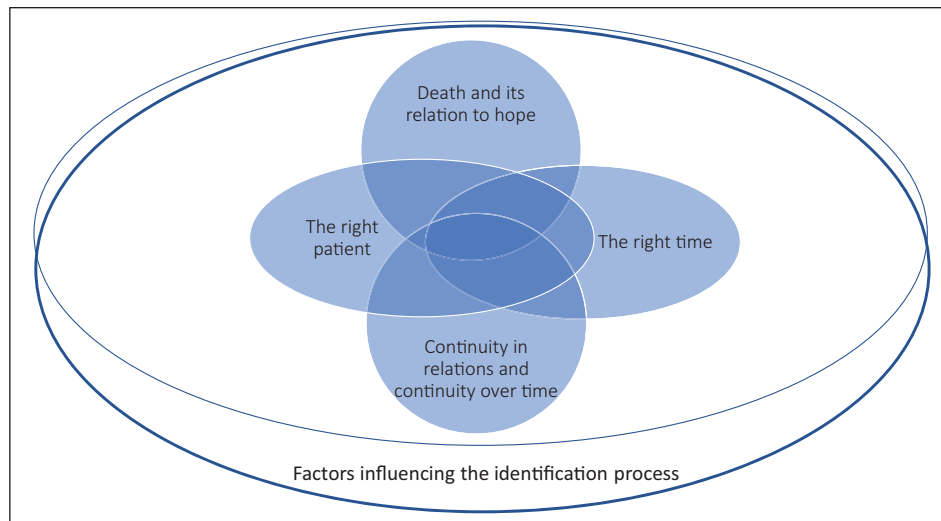 Death and its
relation to hope
The right
patient
The right time
Continuity in
relations and
continuity over time
Factors influencing the identification process